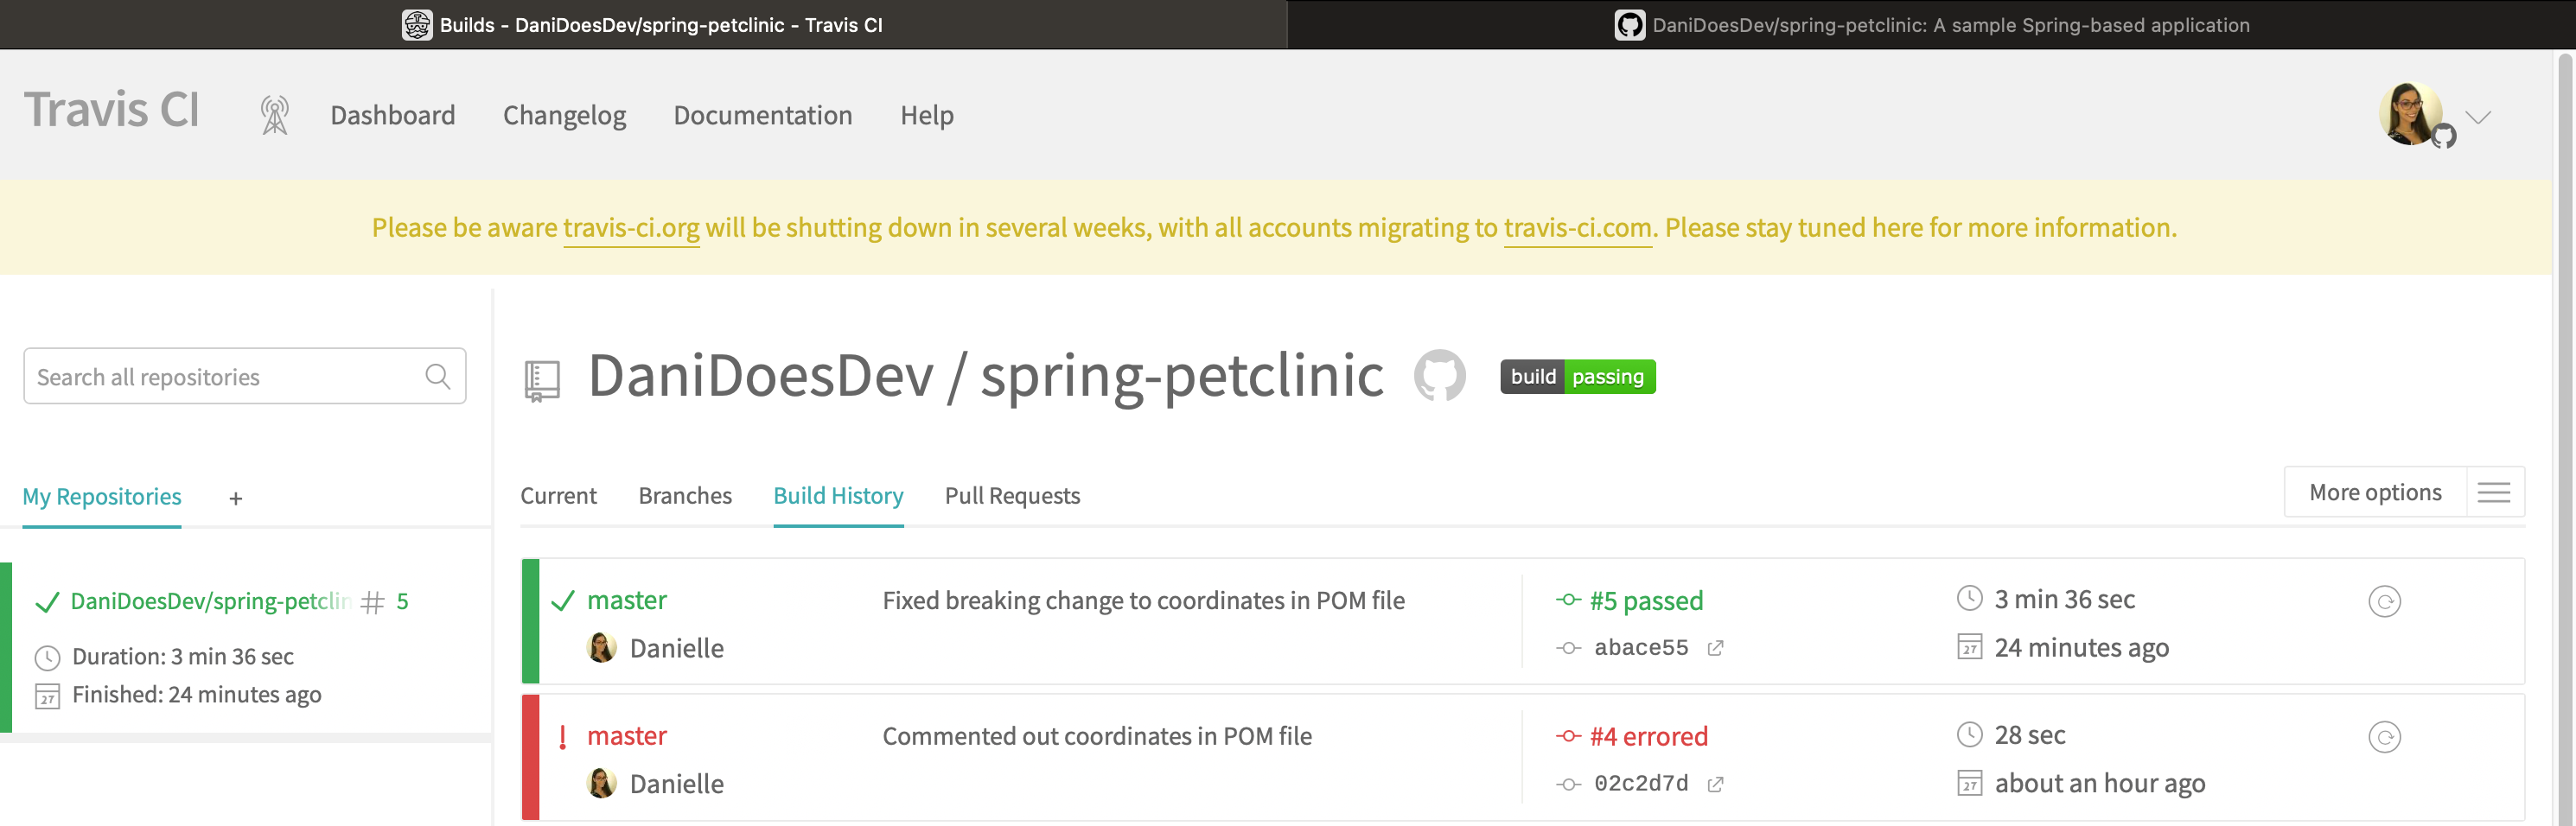 Builds - DaniDoesDev/spring-petclinic - Travis CI
DaniDoesDev/spring-petclinic: A sample Spring-based application
Travis CI
Dashboard
Changelog
Documentation
Help
Please be aware travis-ci.org will be shutting down in several weeks, with all accounts migrating to travis-ci.com. Please stay tuned here for more information.
Search all repositories
DaniDoesDev / spring-petclinic
build passing
My Repositories +
Current
Branches
Build History
Pull Requests
More options
DaniDoesDev/spring-petclin # 5
Duration: 3 min 36 sec
27 Finished: 24 minutes ago
master
Fixed breaking change to coordinates in POM file
#5 passed
3 min 36 sec
Danielle
abace55
27 24 minutes ago
! master
Commented out coordinates in POM file
#4 errored
28 sec
Danielle
02c2d7d
27 about an hour ago